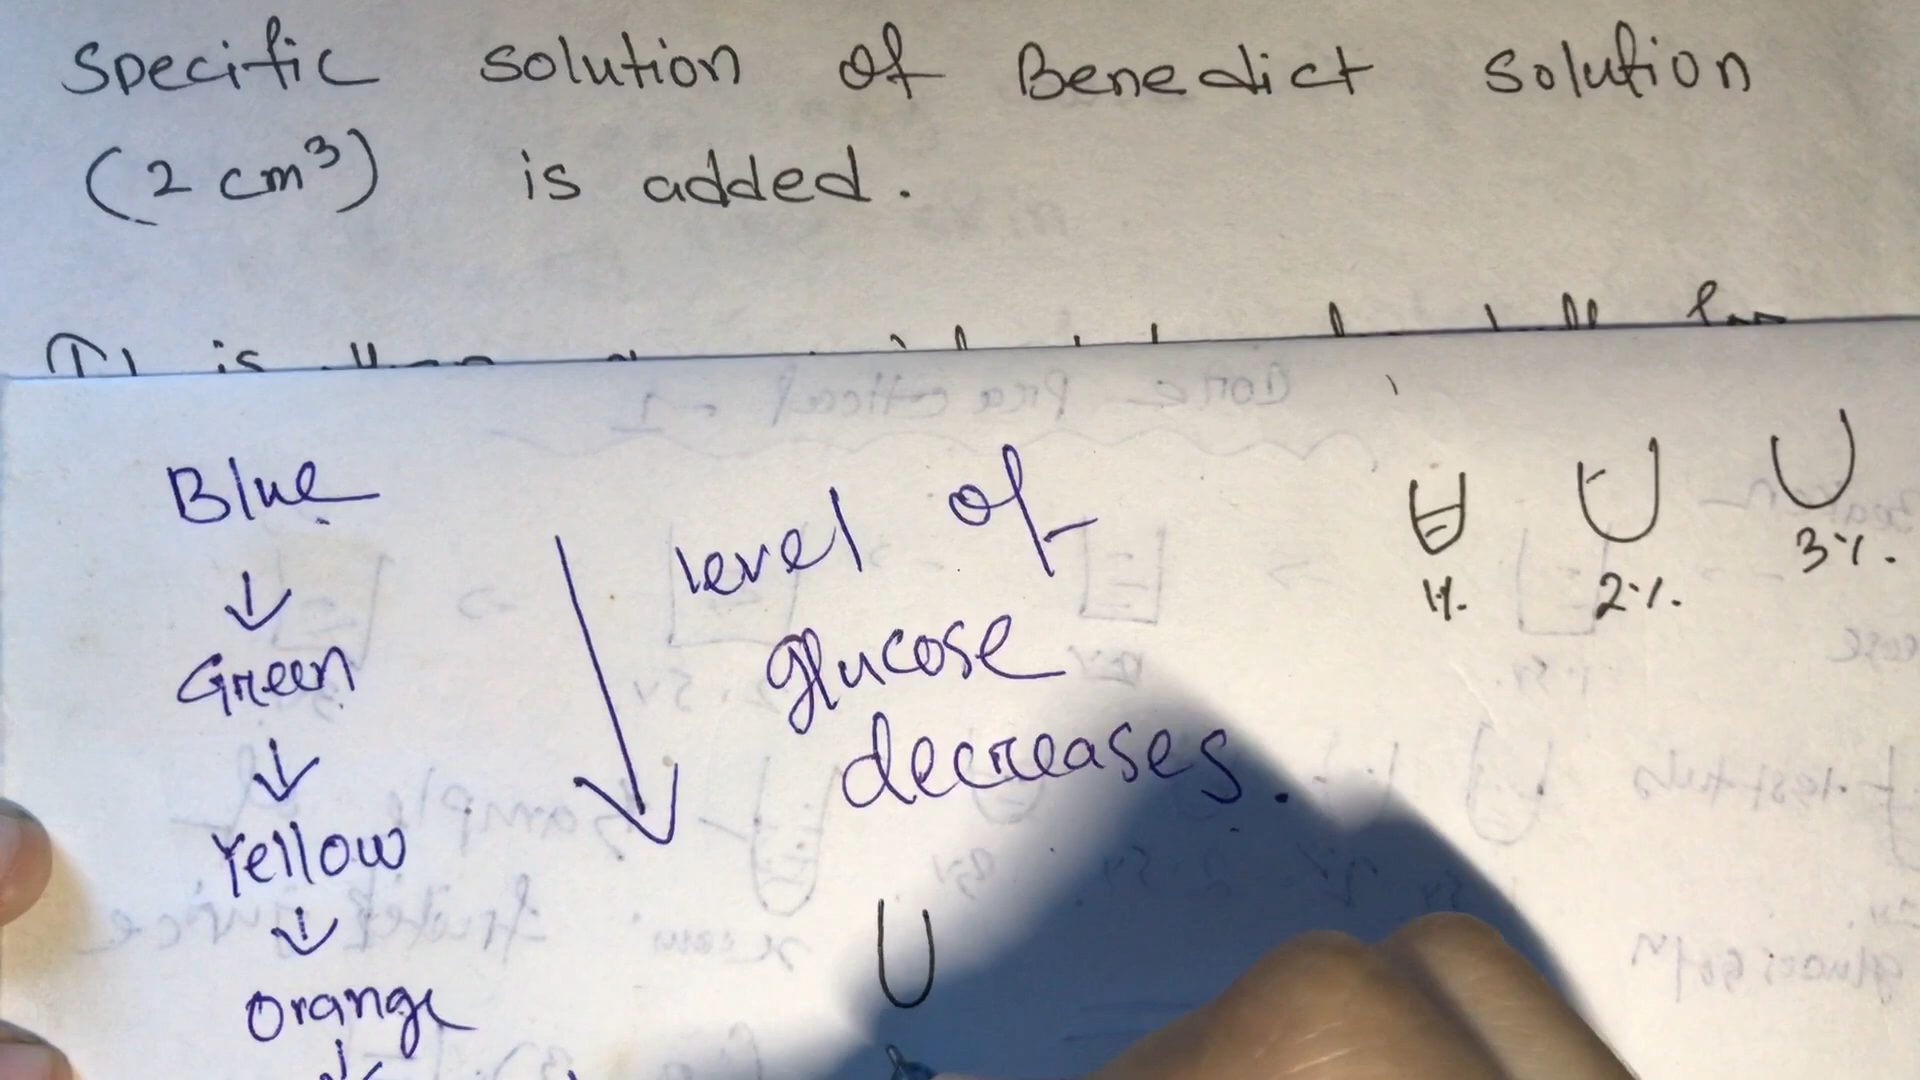 specific solution of Benedict solution
(2 cm³) is added.
Blue
↓
Green
↓
Yellow
↓
Orange
↓
level of
glucose
decreases.
1%.
2%.
3%.